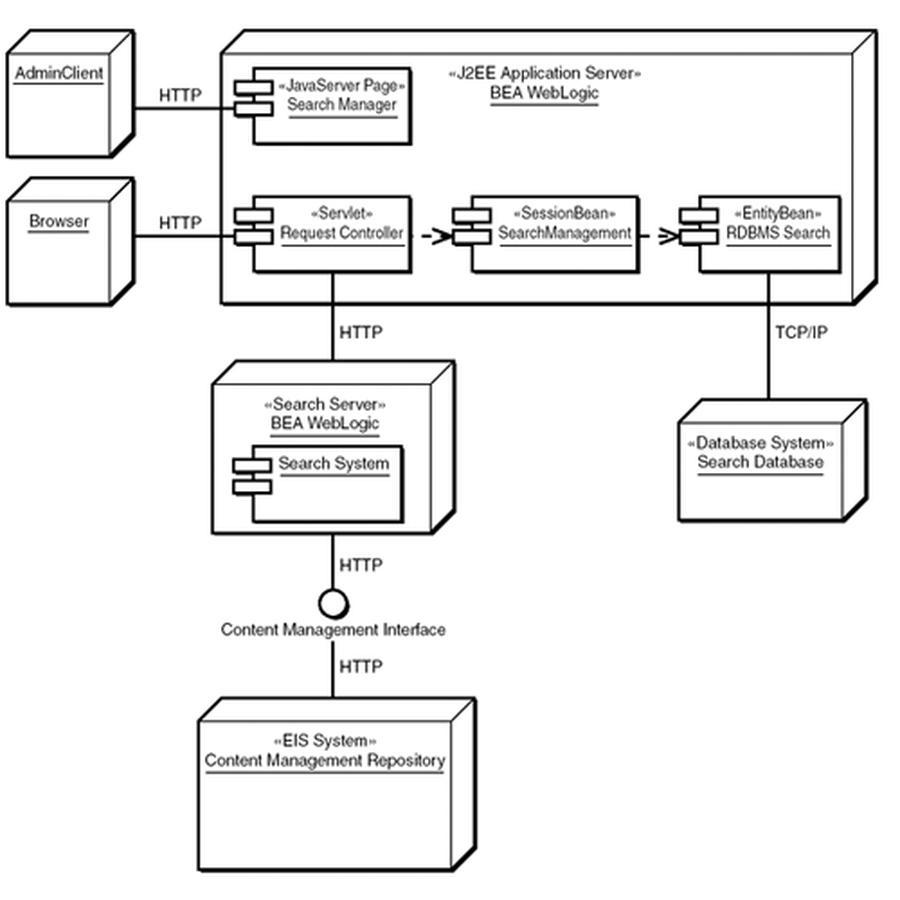 AdminClient
HTTP
«JavaServer Page»
Search Manager
«J2EE Application Server»
BEA WebLogic
Browser
HTTP
«Servlet»
Request Controller
«SessionBean»
SearchManagement
«EntityBean»
RDBMS Search
HTTP
TCP/IP
«Search Server»
BEA WebLogic
Search System
«Database System»
Search Database
HTTP
Content Management Interface
HTTP
«EIS System»
Content Management Repository